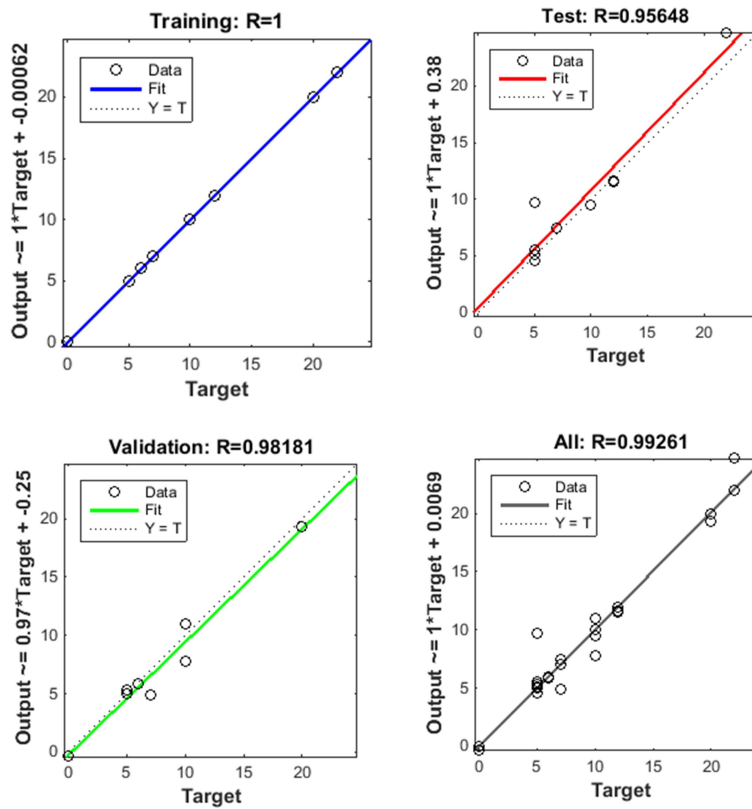 Training: R=1
Output ~= 1*Target + -0.00062
Data
Fit
Y = T
20
15
10
5
0
0 5 10 15 20
Target
Test: R=0.95648
Output ~= 1*Target + 0.38
Data
Fit
Y = T
20
15
10
5
0
0 5 10 15 20
Target
Validation: R=0.98181
Output ~= 0.97*Target + -0.25
Data
Fit
Y = T
20
15
10
5
0
0 5 10 15 20
Target
All: R=0.99261
Output ~= 1*Target + 0.0069
Data
Fit
Y = T
20
15
10
5
0
0 5 10 15 20
Target